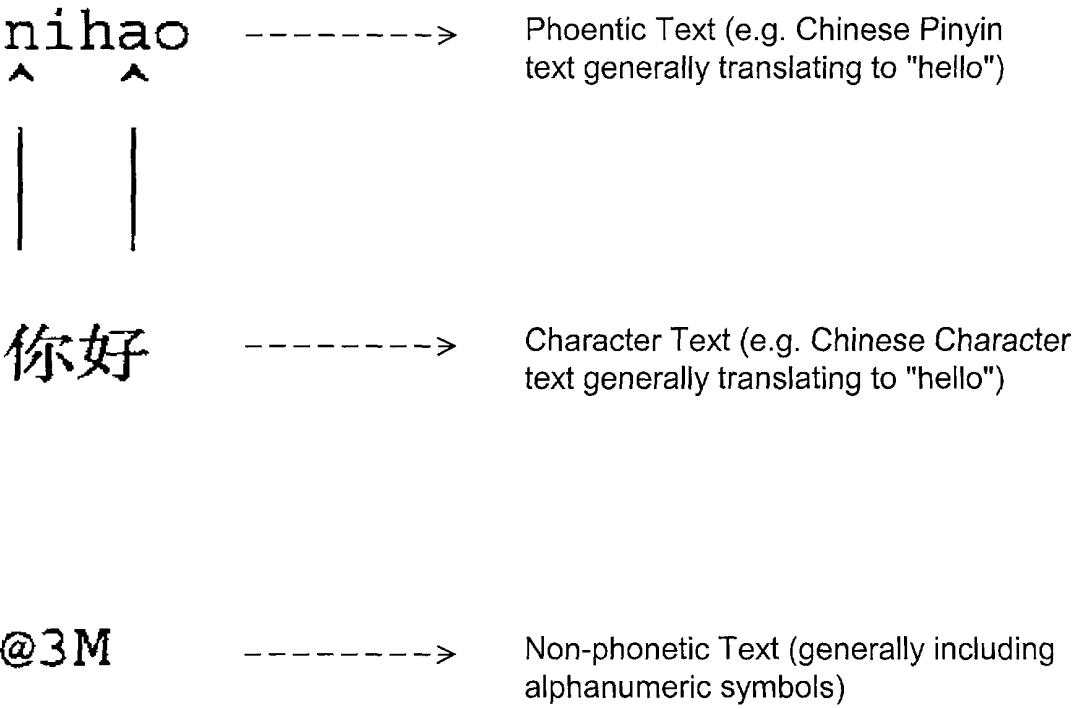 nihao --------> Phoentic Text (e.g. Chinese Pinyin
text generally translating to "hello")
你好 --------> Character Text (e.g. Chinese Character
text generally translating to "hello")
@3M --------> Non-phonetic Text (generally including
alphanumeric symbols)